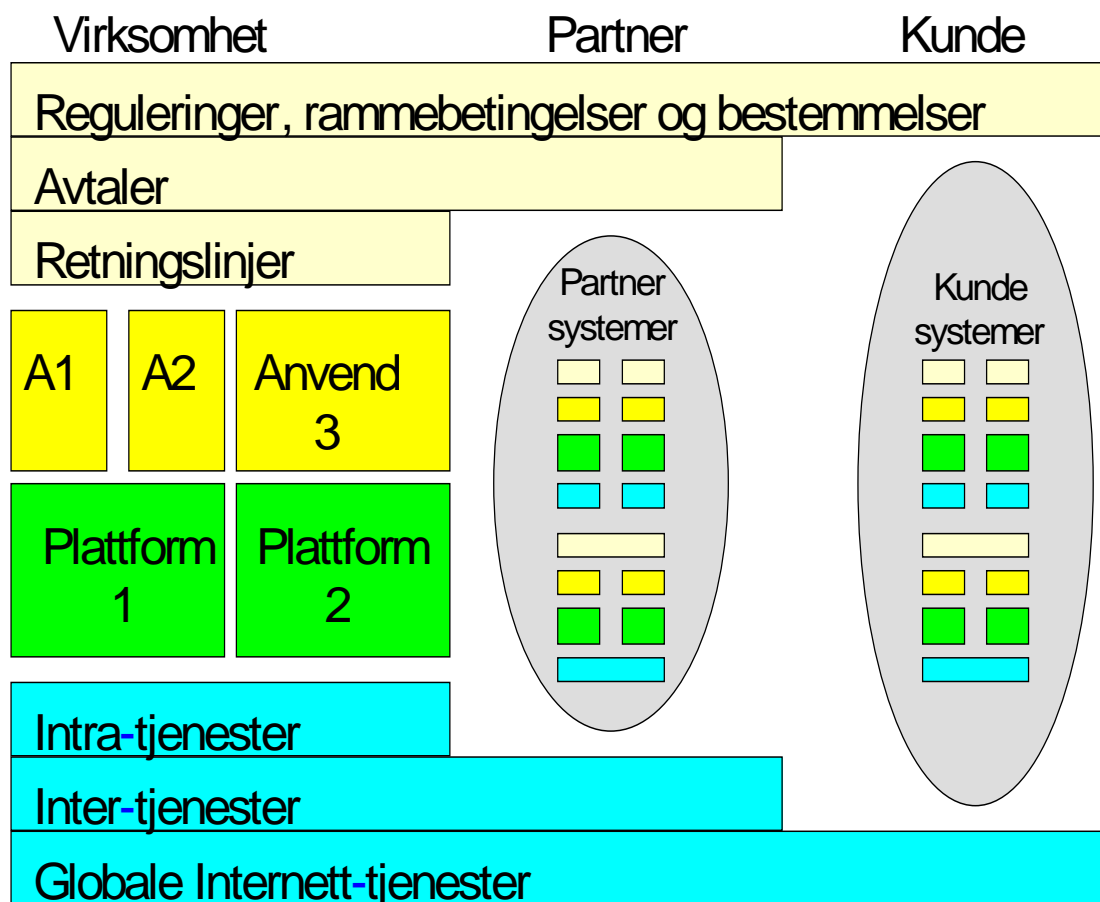 Virksomhet Partner Kunde
Reguleringer, rammebetingelser og bestemmelser
Avtaler
Retningslinjer
Partner
systemer
Kunde
systemer
A1 A2 Anvend
3
Plattform
1
Plattform
2
Intra-tjenester
Inter-tjenester
Globale Internett-tjenester